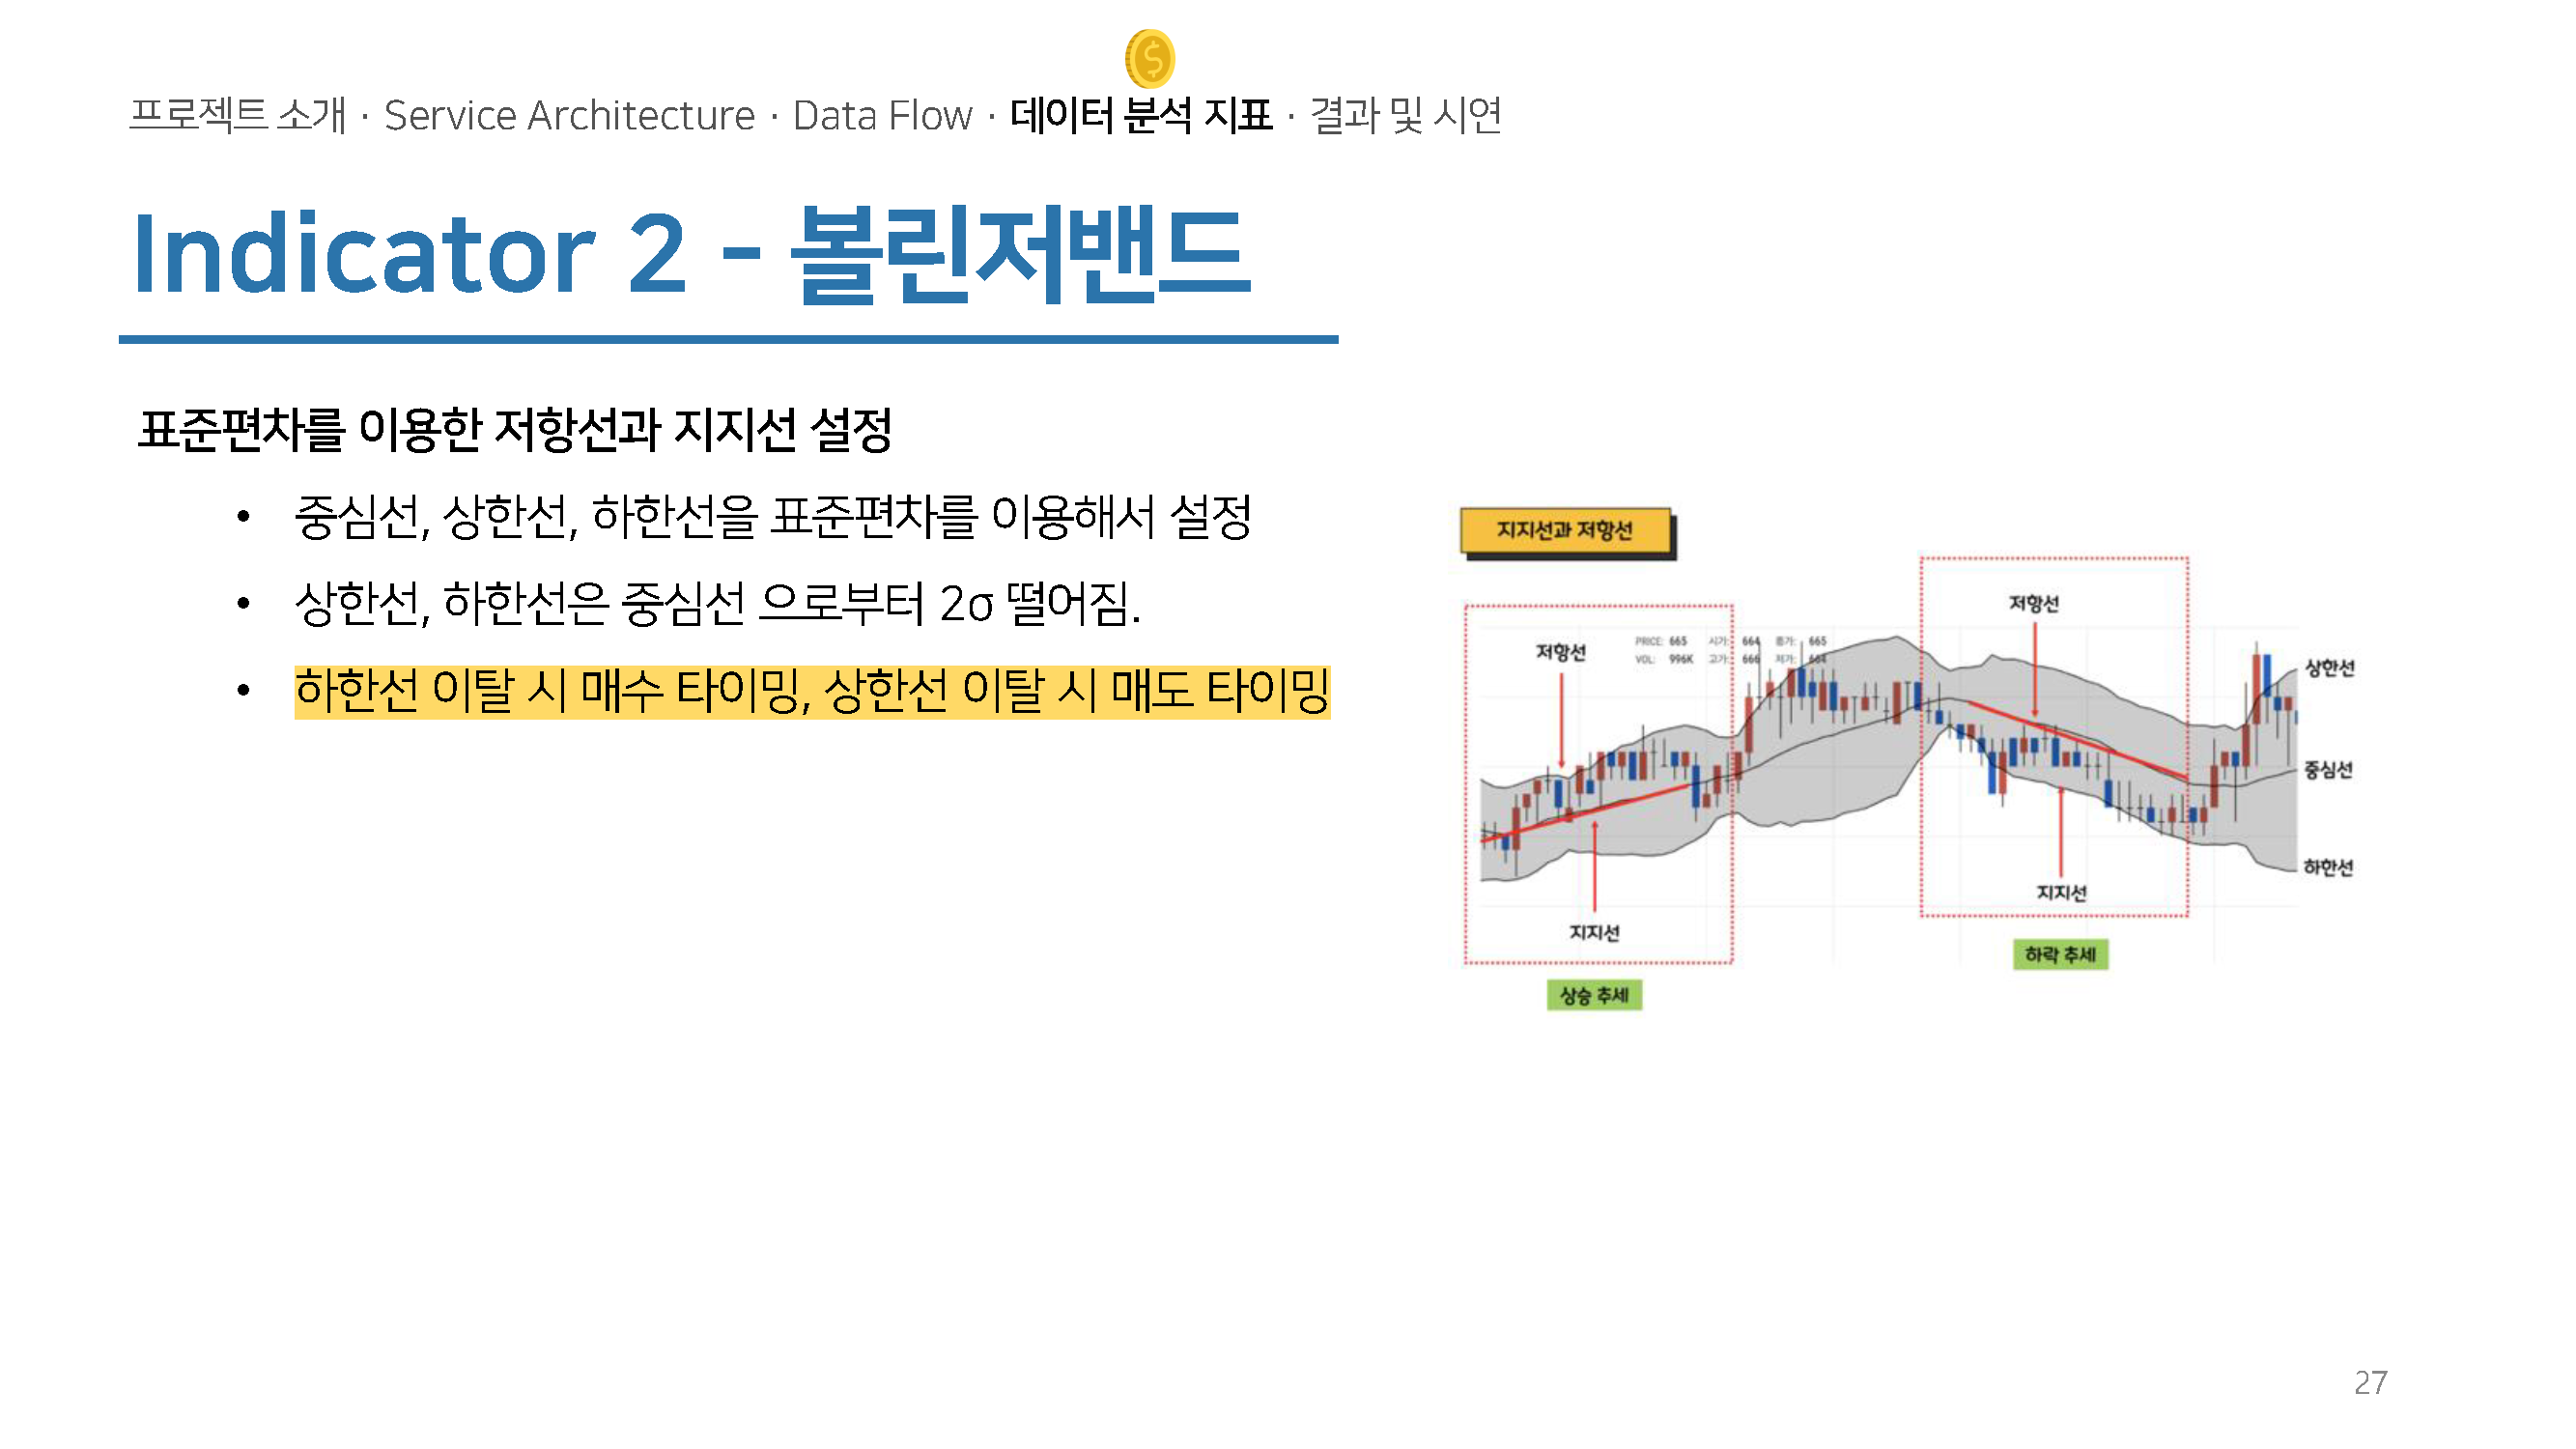 프로젝트 소개 · Service Architecture · Data Flow · 데이터 분석 지표 · 결과 및 시연
Indicator 2 - 볼린저밴드
표준편차를 이용한 저항선과 지지선 설정
• 중심선, 상한선, 하한선을 표준편차를 이용해서 설정
• 상한선, 하한선은 중심선 으로부터 2σ 떨어짐.
• 하한선 이탈 시 매수 타이밍, 상한선 이탈 시 매도 타이밍
지지선과 저항선
저항선
저항선
PRICE: 665 시가: 664 종가: 665
VOL: 996K 고가: 666 저가: 664
상한선
중심선
하한선
지지선
지지선
하락 추세
상승 추세
27